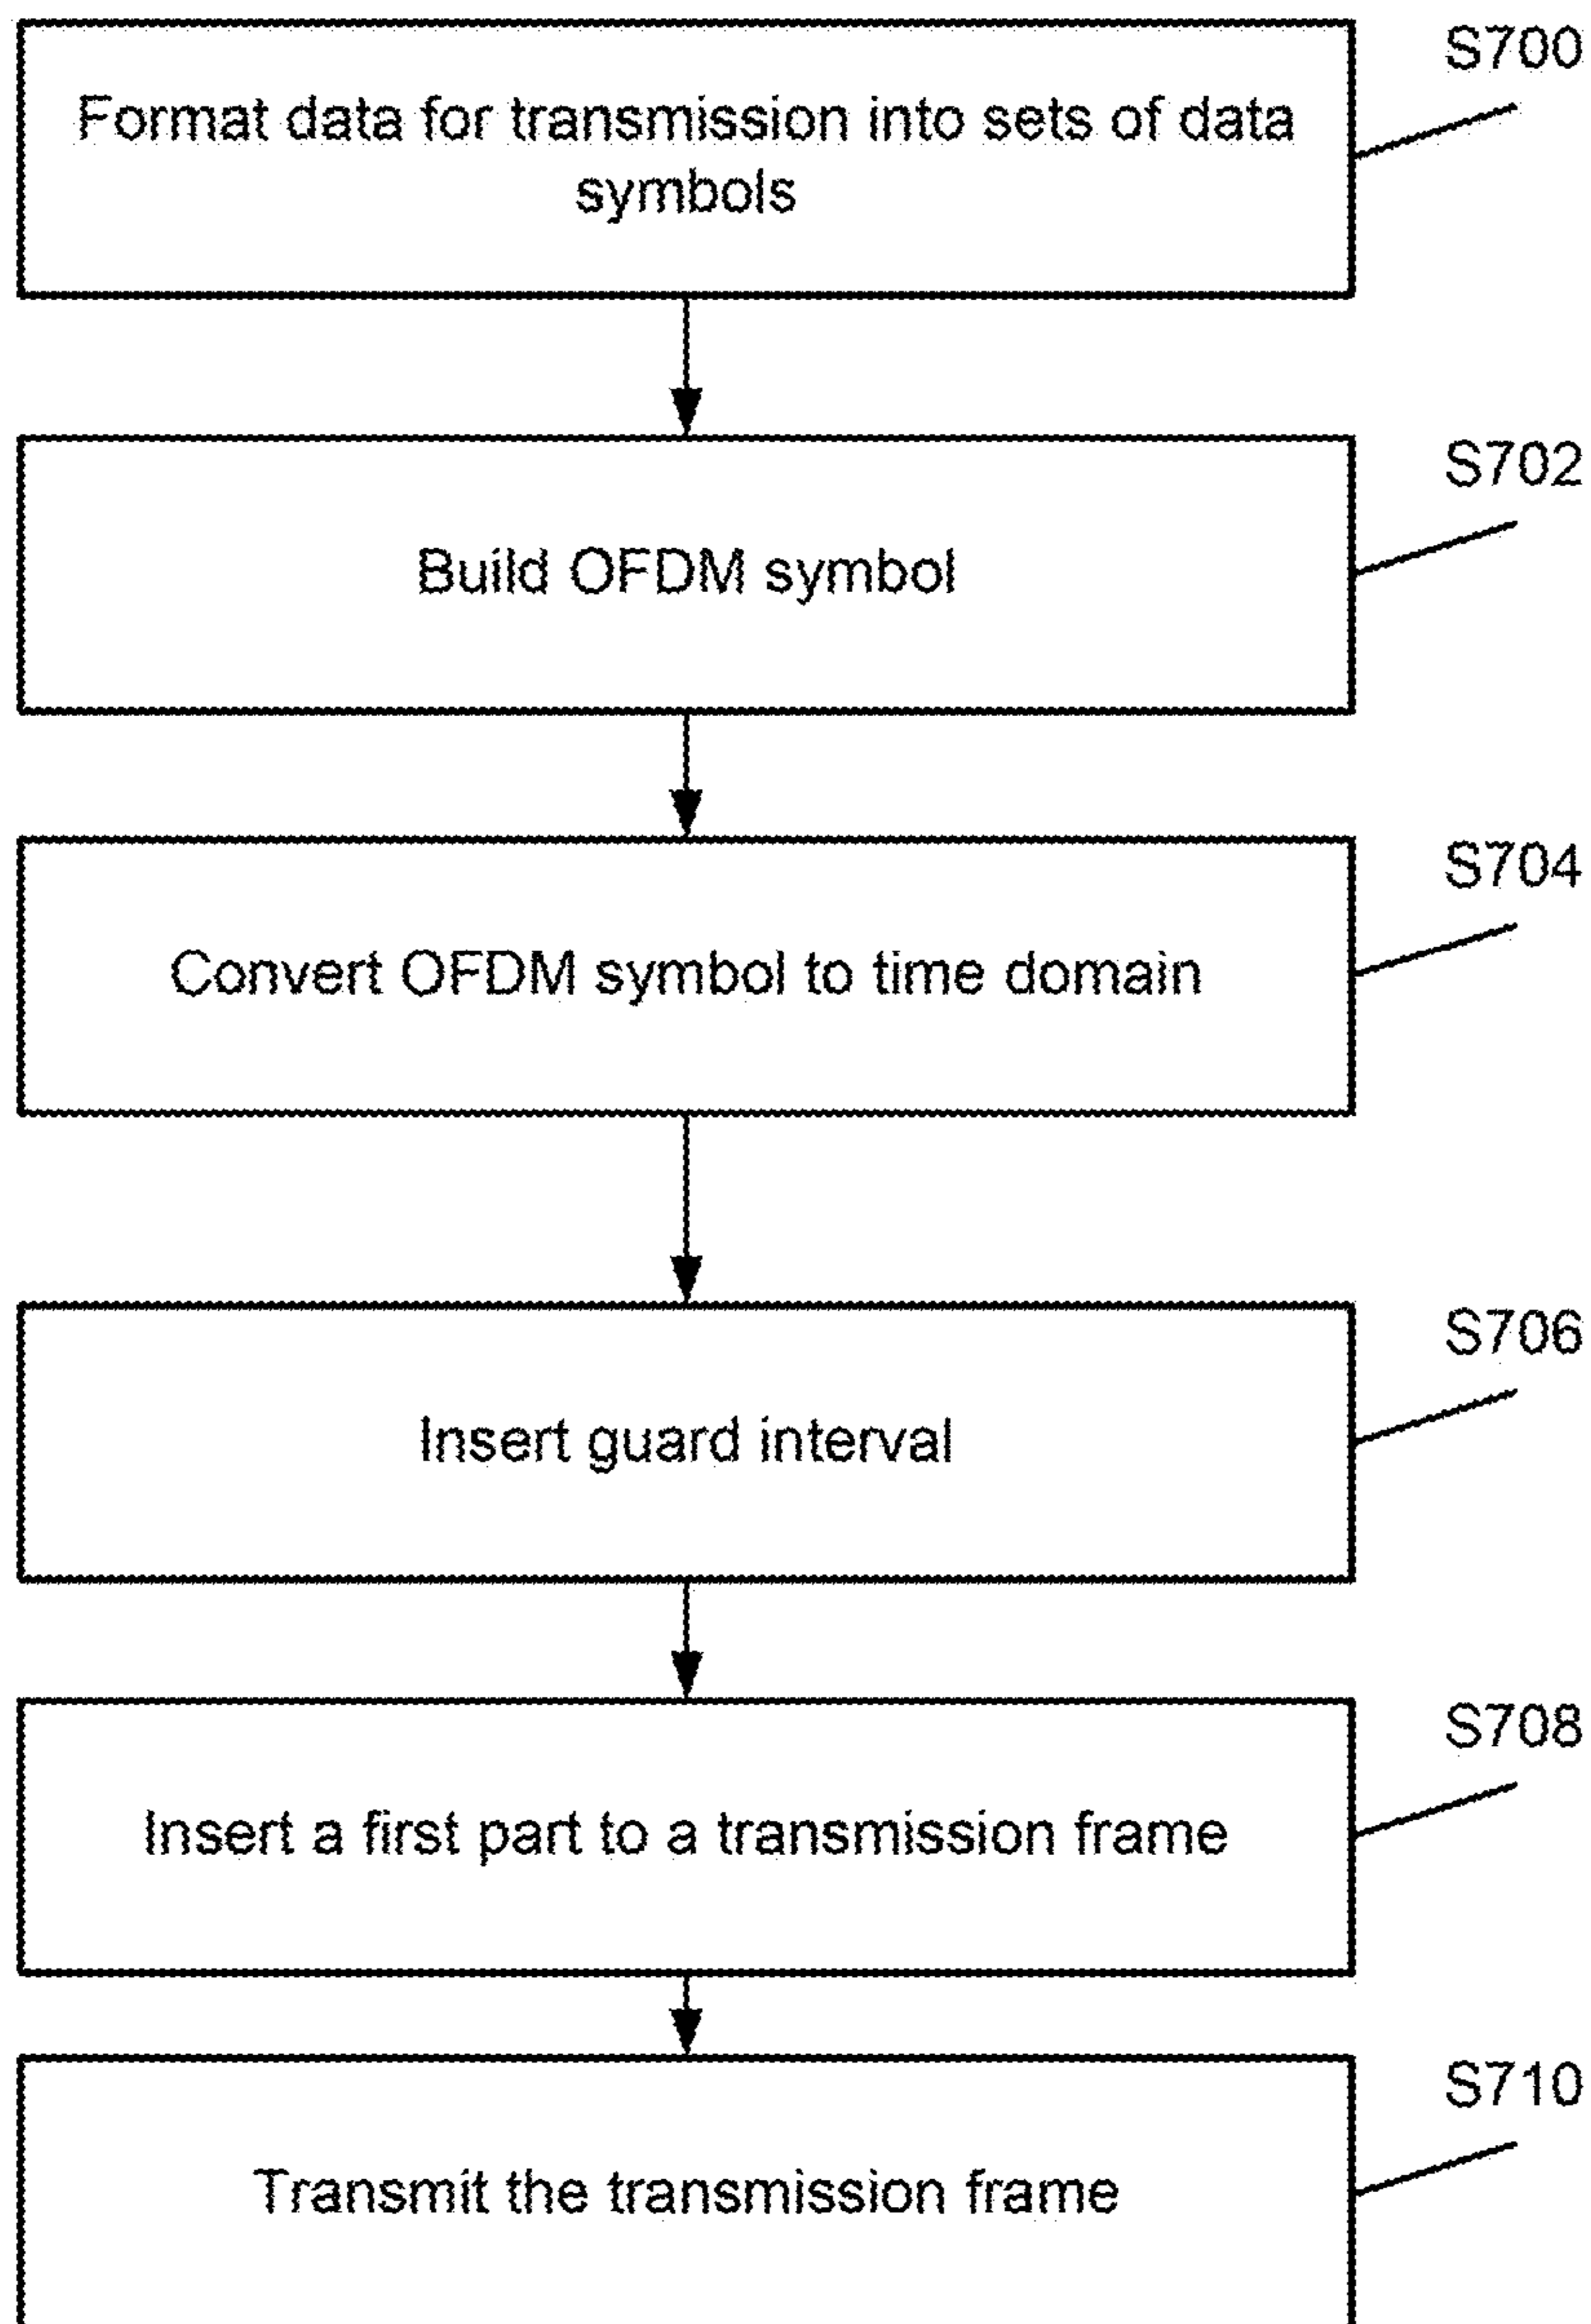 S700
Format data for transmission into sets of data
symbols
S702
Build OFDM symbol
S704
Convert OFDM symbol to time domain
S706
Insert guard interval
S708
Insert a first part to a transmission frame
S710
Transmit the transmission frame